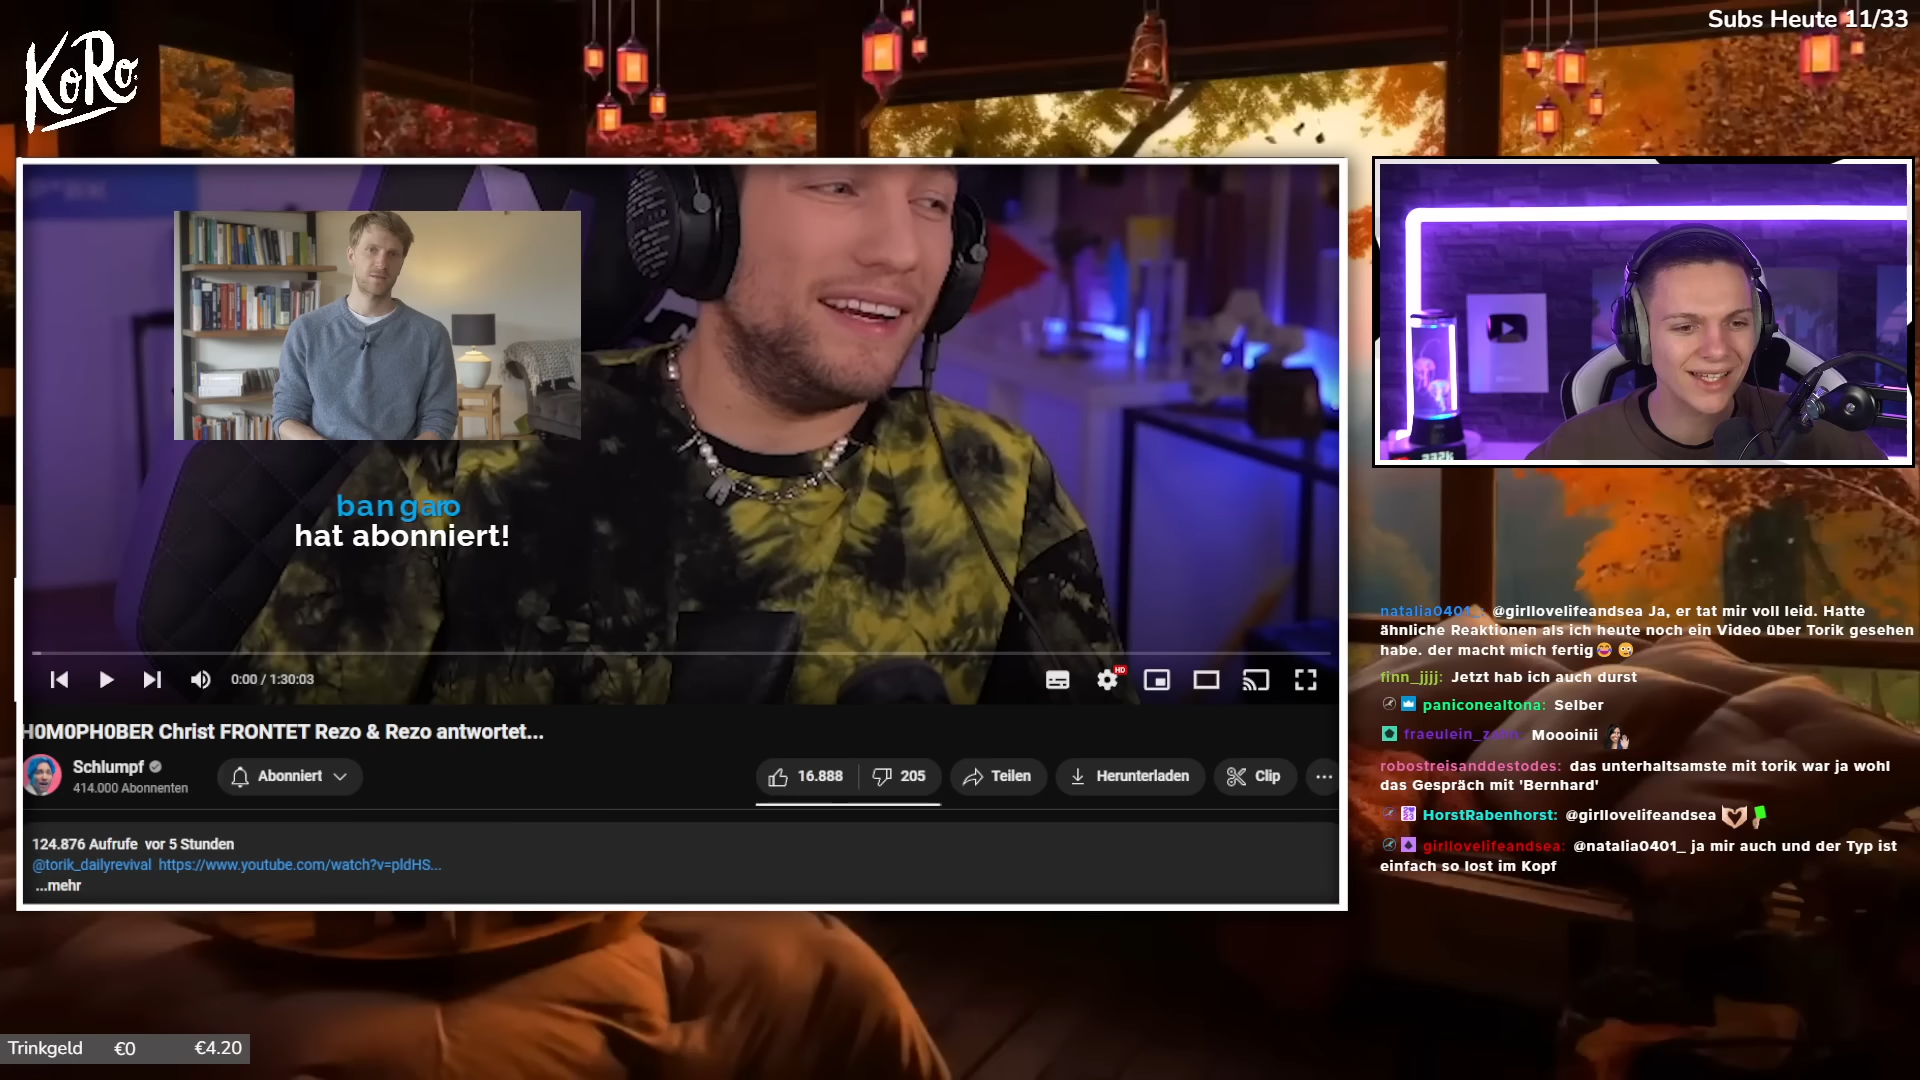 Subs Heute 11/33
KoRo
ban garo
hat abonniert!
0:00 / 1:30:03
HD
H0M0PH0BER Christ FRONTET Rezo & Rezo antwortet...
Schlumpf
414.000 Abonnenten
Abonniert
16.888
205
Teilen
Herunterladen
Clip
124.876 Aufrufe vor 5 Stunden
@torik_dailyrevival https://www.youtube.com/watch?v=pldHS...
...mehr
natalia0401_: @girllovelifeandsea Ja, er tat mir voll leid. Hatte
ähnliche Reaktionen als ich heute noch ein Video über Torik gesehen
habe. der macht mich fertig
finn_jjjj: Jetzt hab ich auch durst
paniconealtona: Selber
Moooinii
robostreisanddestodes: das unterhaltsamste mit torik war ja wohl
das Gespräch mit 'Bernhard'
HorstRabenhorst: @girllovelifeandsea
girllovelifeandsea: @natalia0401_ ja mir auch und der Typ ist
einfach so lost im Kopf
Trinkgeld €0 €4.20